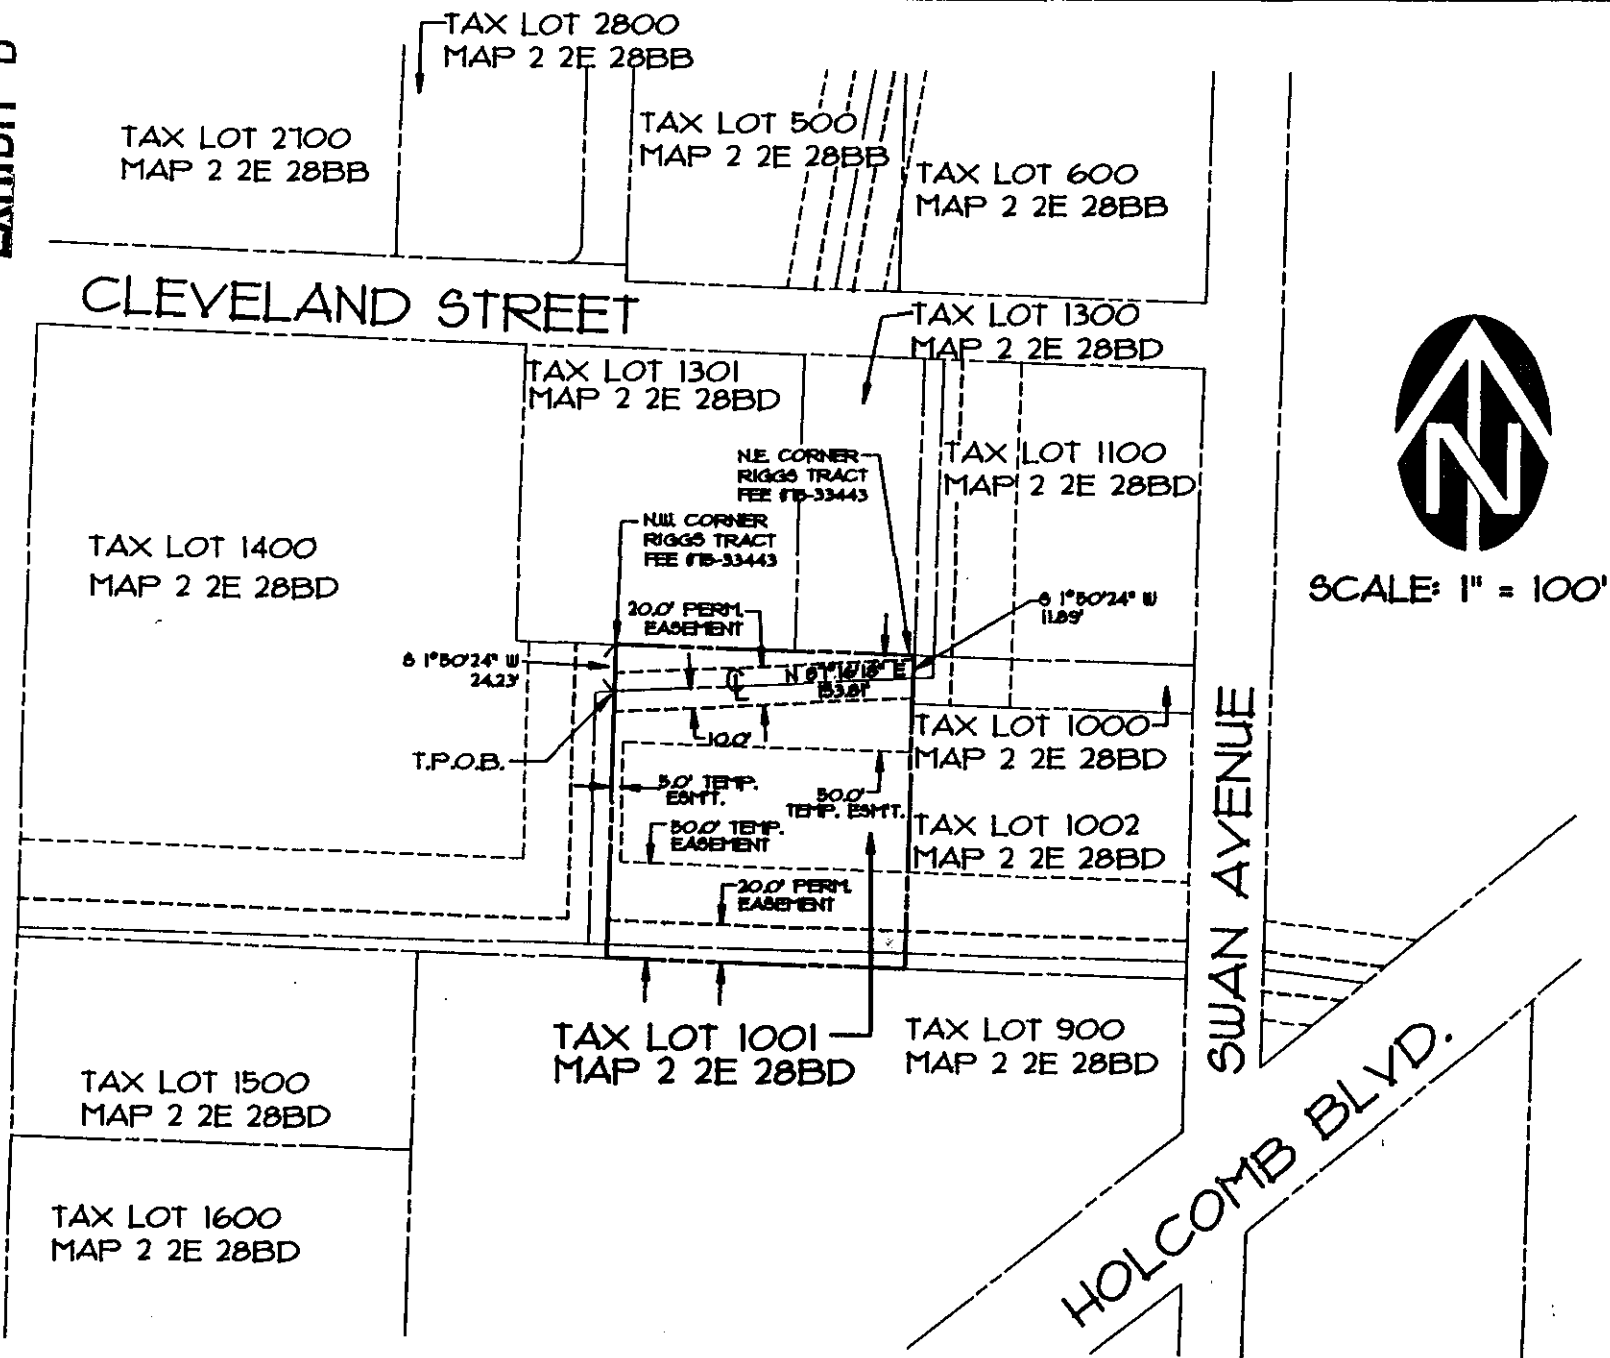 TAX LOT 2800
MAP 2 2E 28BB
TAX LOT 2700
MAP 2 2E 28BB
TAX LOT 500
MAP 2 2E 28BB
TAX LOT 600
MAP 2 2E 28BB
CLEVELAND STREET
TAX LOT 1300
MAP 2 2E 28BD
TAX LOT 1301
MAP 2 2E 28BD
N.E. CORNER
RIGGS TRACT
FEE
TAX LOT 1100
MAP 2 2E 28BD
N
SCALE: 1" = 100'
N.W. CORNER
RIGGS TRACT
FEE
TAX LOT 1400
MAP 2 2E 28BD
20.0' PERM.
EASEMENT
S 1°50'24" W
11.89'
S 1°50'24" W
24.23'
153.81'
10.0'
T.P.O.B.
TAX LOT 1000
MAP 2 2E 28BD
5.0' TEMP.
ESM'T.
50.0'
TEMP. ESM'T.
50.0' TEMP.
EASEMENT
TAX LOT 1002
MAP 2 2E 28BD
20.0' PERM.
EASEMENT
SWAN AVENUE
TAX LOT 1001
MAP 2 2E 28BD
TAX LOT 900
MAP 2 2E 28BD
TAX LOT 1500
MAP 2 2E 28BD
HOLCOMB BLVD.
TAX LOT 1600
MAP 2 2E 28BD